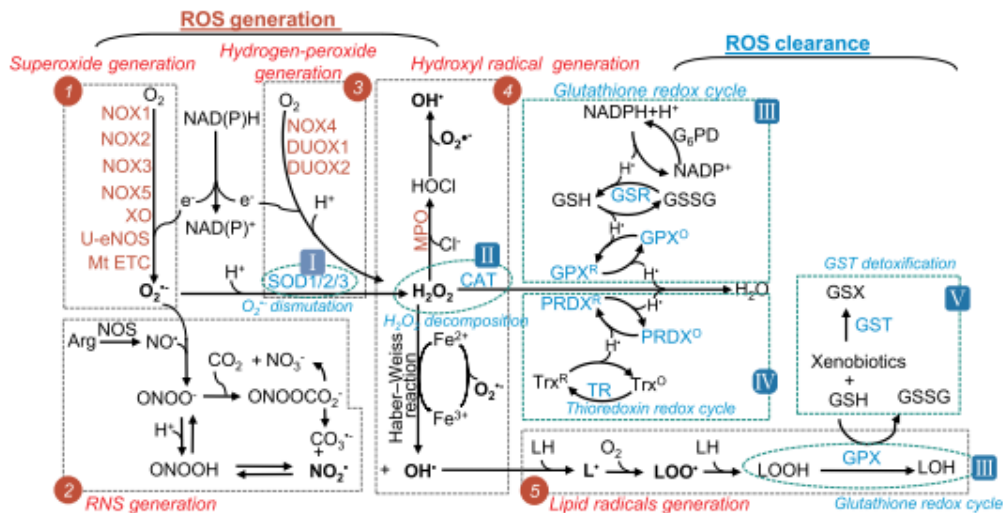 ROS generation
ROS clearance
Superoxide generation
Hydrogen-peroxide
generation
Hydroxyl radical generation
1
O₂
NOX1
NOX2
NOX3
NOX5
XO
U-eNOS
Mt ETC
O₂•-
NAD(P)H
e-
e-
NAD(P)+
3
O₂
NOX4
DUOX1
DUOX2
H+
I
H+
SOD1/2/3
O₂•- dismutation
4
OH•
O₂•-
HOCl
MPO
Cl-
II
H₂O₂
CAT
H₂O₂ decomposition
Haber–Weiss
reaction
Fe2+
O₂•-
Fe3+
+
OH•
Glutathione redox cycle
III
NADPH+H+
G₆PD
NADP+
H•
GSH
GSR
GSSG
H•
GPXO
GPXR
H•
H₂O
PRDXR
H•
PRDXO
H•
TrxR
TR
TrxO
IV
Thioredoxin redox cycle
GST detoxification
V
GSX
GST
Xenobiotics
+
GSH
GSSG
Arg
NOS
NO•
CO₂ + NO₃-
ONOO-
ONOOCO₂-
H+
CO₃•-
+
ONOOH
NO₂•
2
RNS generation
LH
L•
O₂
LOO•
LH
LOOH
GPX
LOH
III
5
Lipid radicals generation
Glutathione redox cycle